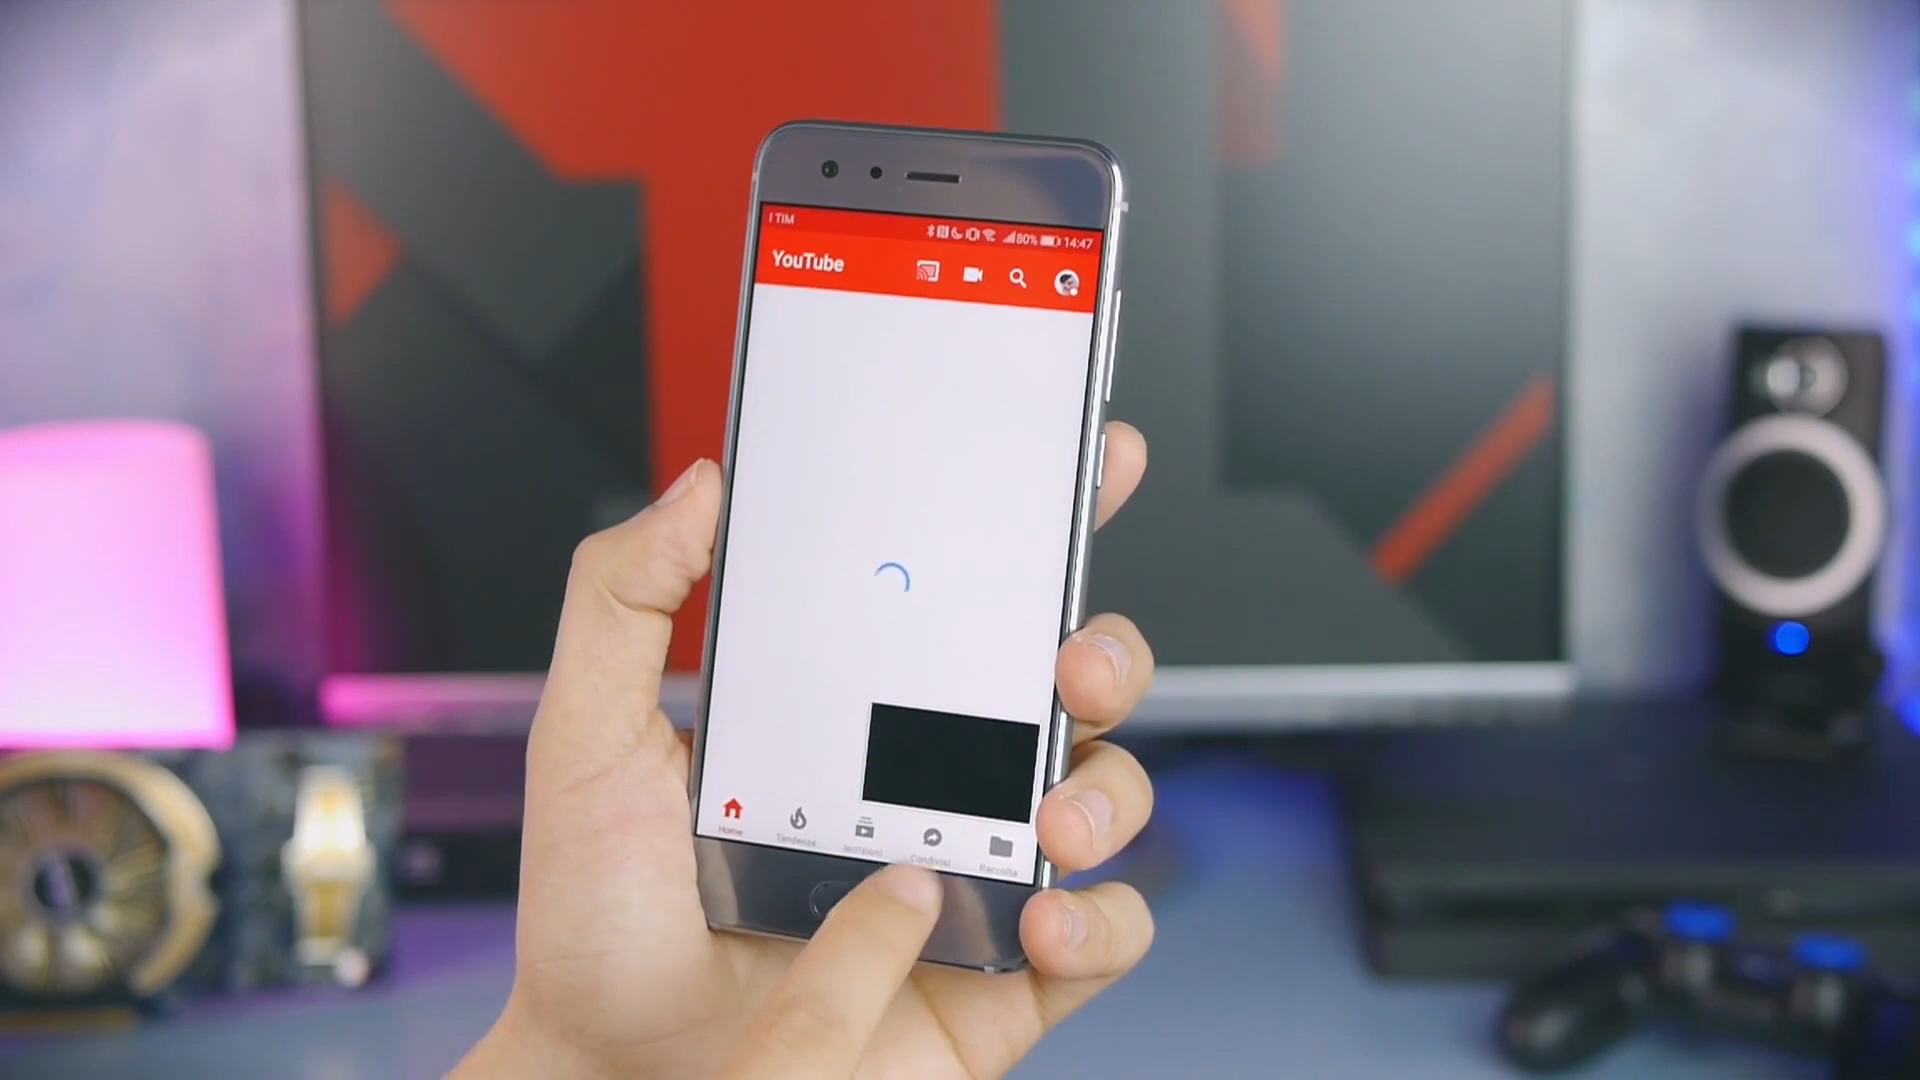 TIM
80% 14:47
YouTube
Home
Tendenze
Iscrizioni
Condivisi
Raccolta